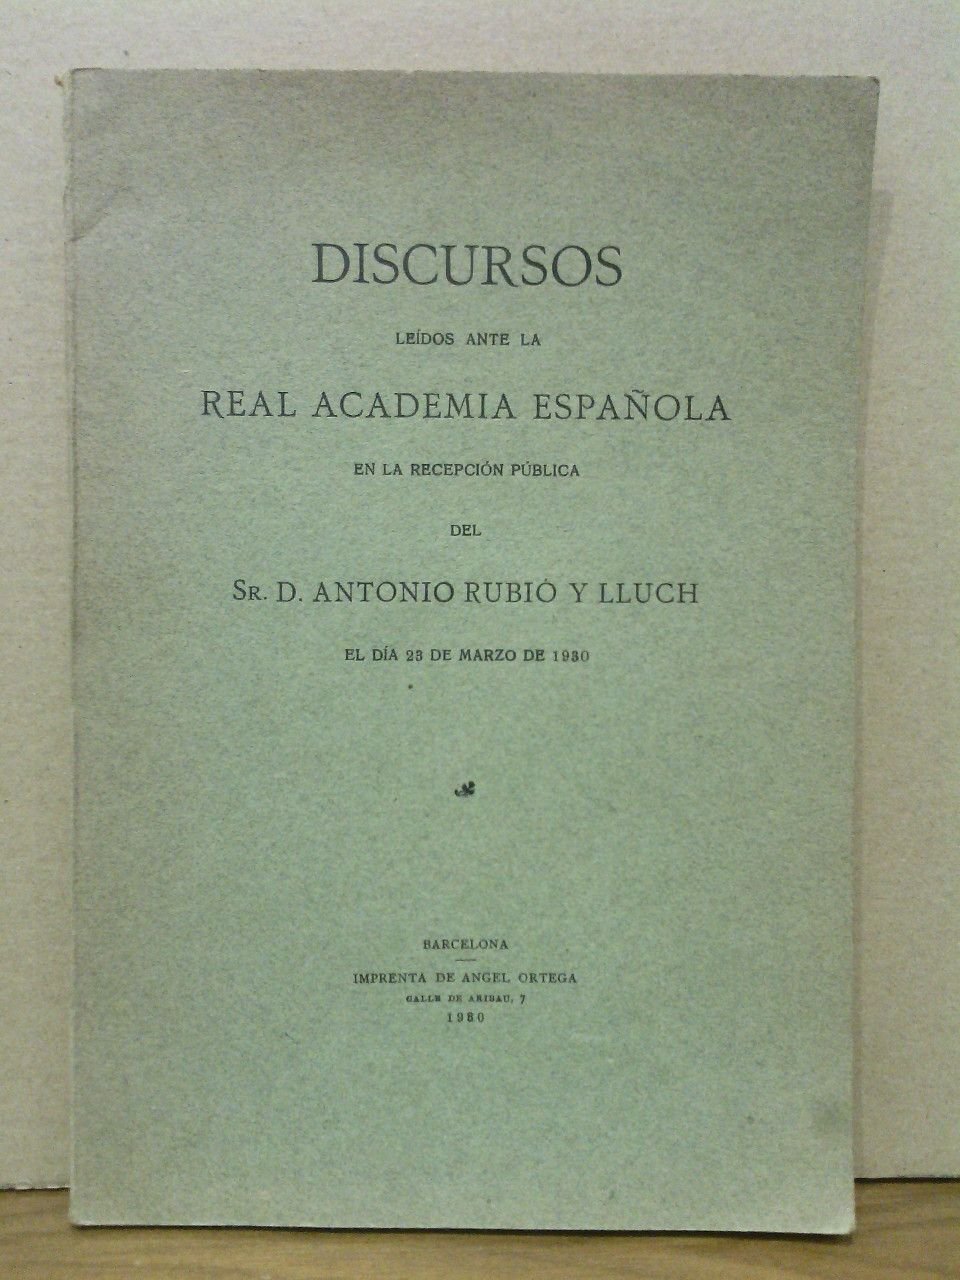 DISCURSOS
LEÍDOS ANTE LA
REAL ACADEMIA ESPAÑOLA
EN LA RECEPCIÓN PÚBLICA
DEL
SR. D. ANTONIO RUBIÓ Y LLUCH
EL DÍA 23 DE MARZO DE 1930
BARCELONA
IMPRENTA DE ANGEL ORTEGA
CALLE DE ARIBAU, 7
1930